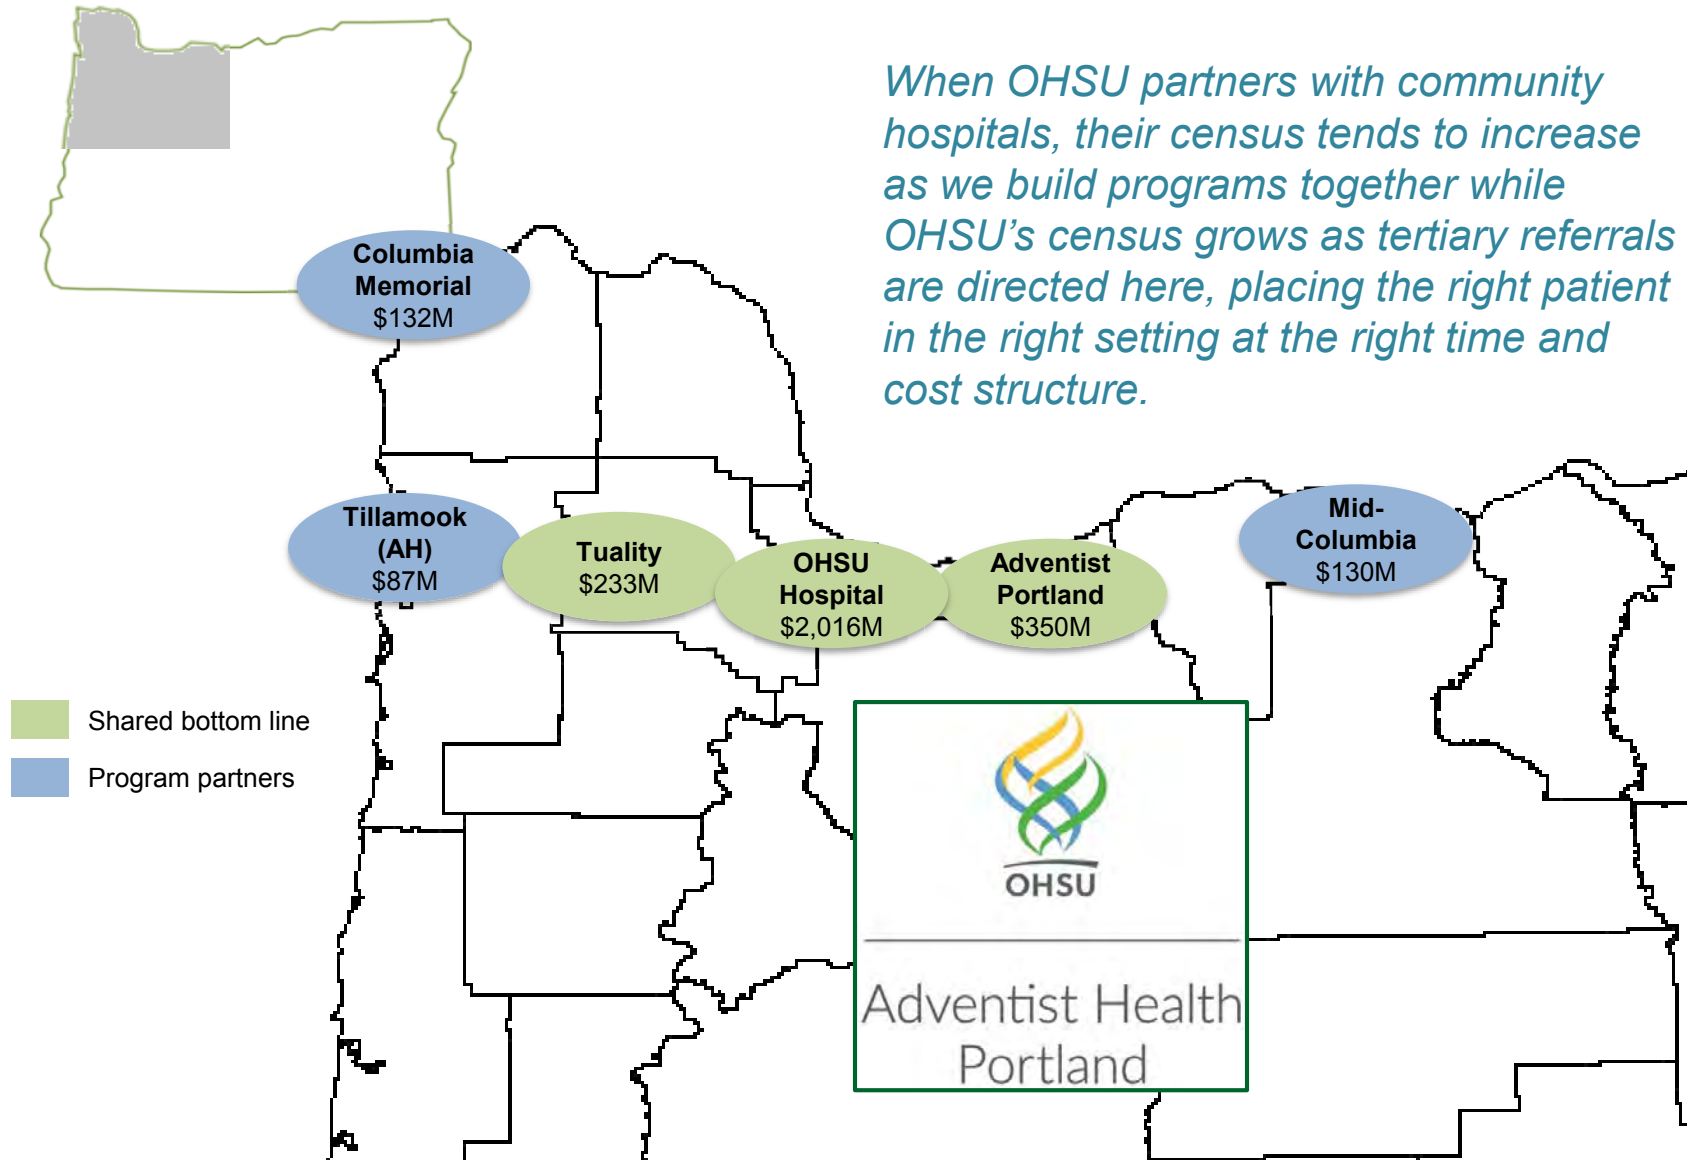 When OHSU partners with community
hospitals, their census tends to increase
as we build programs together while
OHSU’s census grows as tertiary referrals
are directed here, placing the right patient
in the right setting at the right time and
cost structure.
Columbia
Memorial
$132M
Tillamook
(AH)
$87M
Tuality
$233M
OHSU
Hospital
$2,016M
Adventist
Portland
$350M
Mid-
Columbia
$130M
Shared bottom line
Program partners
OHSU
Adventist Health
Portland